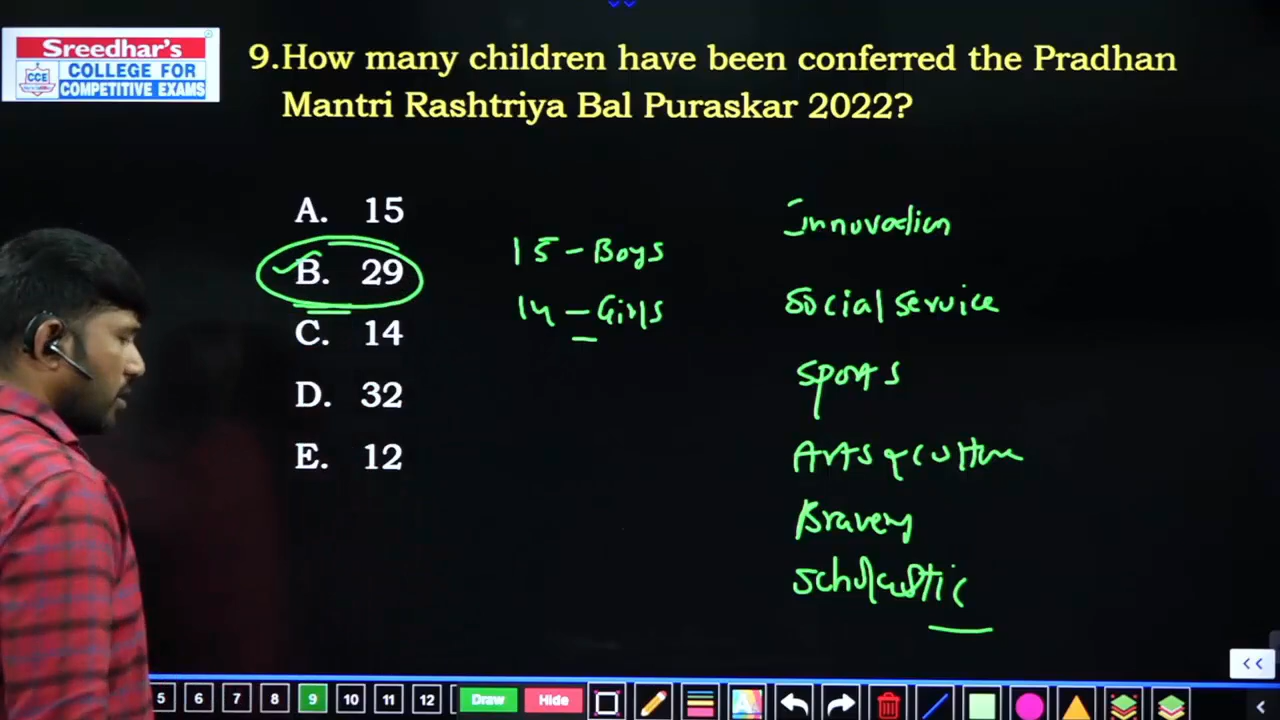 Sreedhar's
CCE
COLLEGE FOR
COMPETITIVE EXAMS
9.How many children have been conferred the Pradhan
Mantri Rashtriya Bal Puraskar 2022?
A. 15
B. 29
C. 14
D. 32
E. 12
15 - Boys
14 - Girls
Innovation
Social service
Sports
Arts & culture
Bravery
Scholastic
5 6 7 8 9 10 11 12 Draw Hide